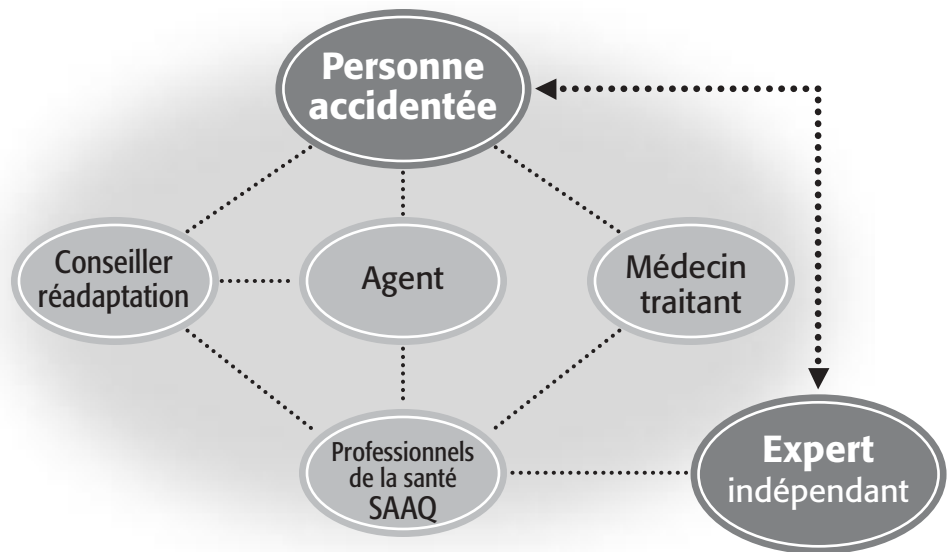 Personne
accidentée
Conseiller
réadaptation
Agent
Médecin
traitant
Professionnels
de la santé
SAAQ
Expert
indépendant